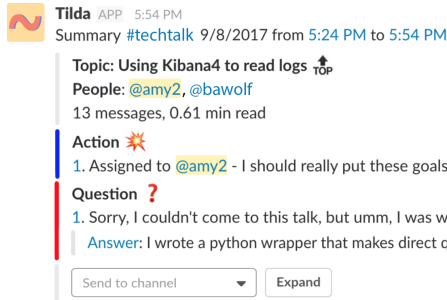 Tilda APP 5:54 PM
Summary #techtalk 9/8/2017 from 5:24 PM to 5:54 PM
Topic: Using Kibana4 to read logs TOP
People: @amy2, @bawolf
13 messages, 0.61 min read
Action
1. Assigned to @amy2 - I should really put these goals
Question ❓
1. Sorry, I couldn't come to this talk, but umm, I was w
Answer: I wrote a python wrapper that makes direct q
Send to channel
Expand